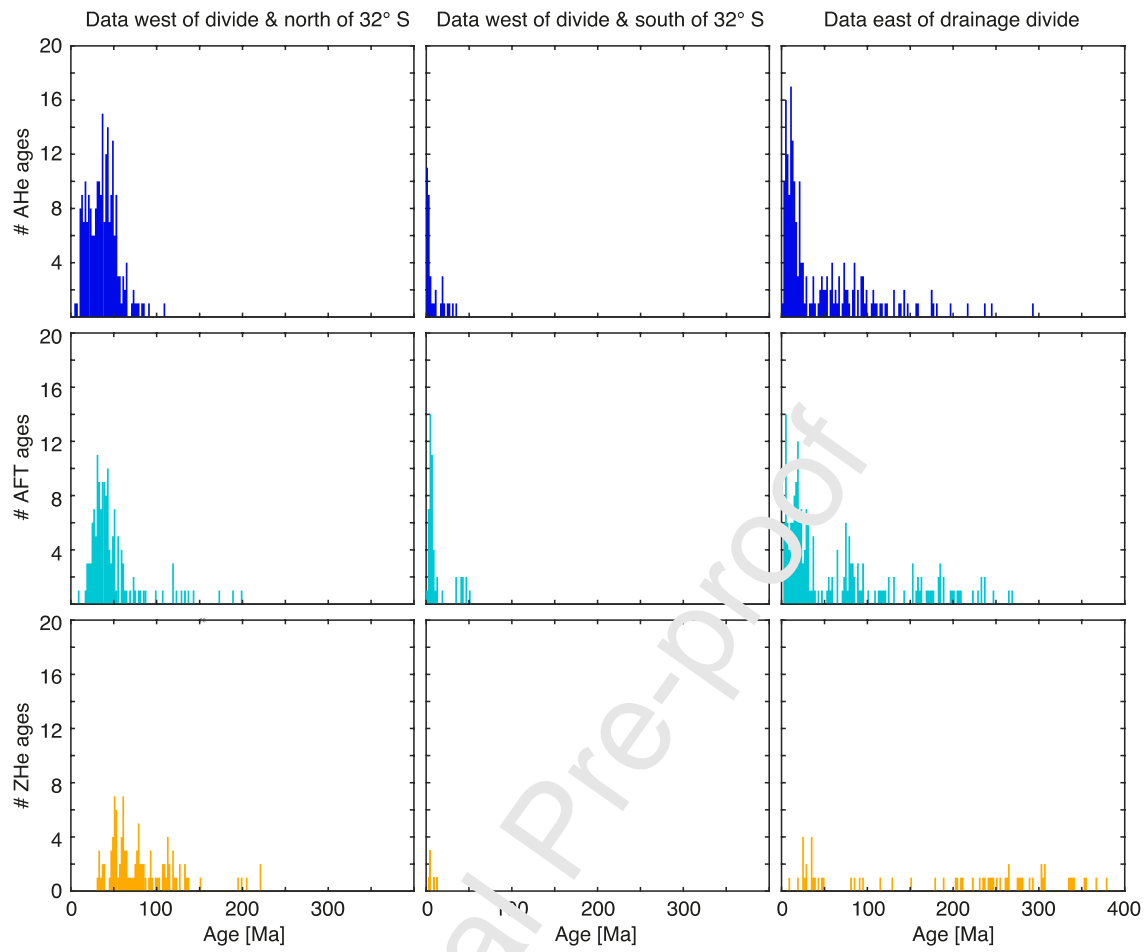 Data west of divide & north of 32° S
Data west of divide & south of 32° S
Data east of drainage divide
20
16
12
8
4
# AHe ages
20
16
12
8
4
# AFT ages
20
16
12
8
4
0
# ZHe ages
0 100 200 300
0 100 200 300
0 100 200 300 400
Age [Ma]
Age [Ma]
Age [Ma]
al Pre-proof